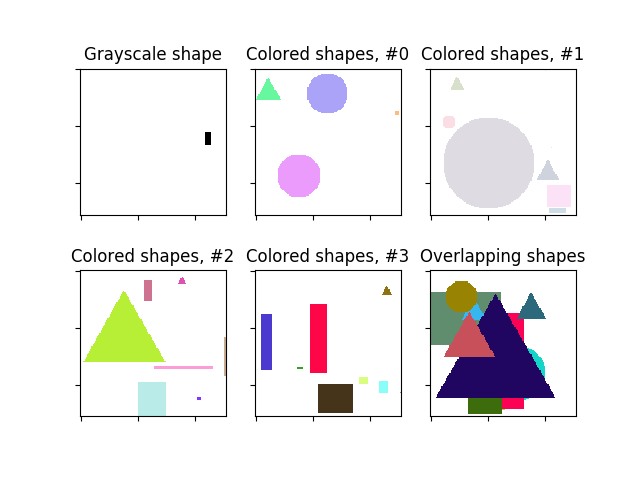 Grayscale shape
Colored shapes, #0
Colored shapes, #1
Colored shapes, #2
Colored shapes, #3
Overlapping shapes